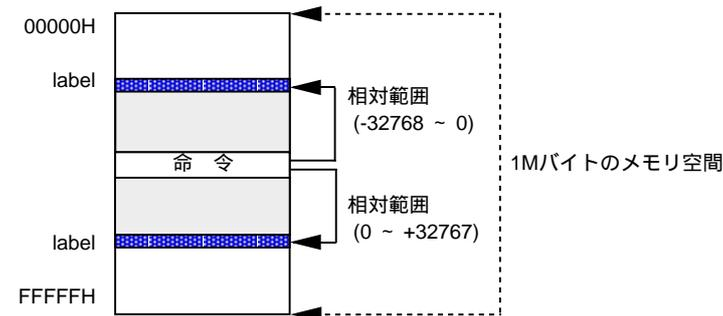 00000H
label
相対範囲
(-32768 ~ 0)
命 令
1Mバイトのメモリ空間
相対範囲
(0 ~ +32767)
label
FFFFFH